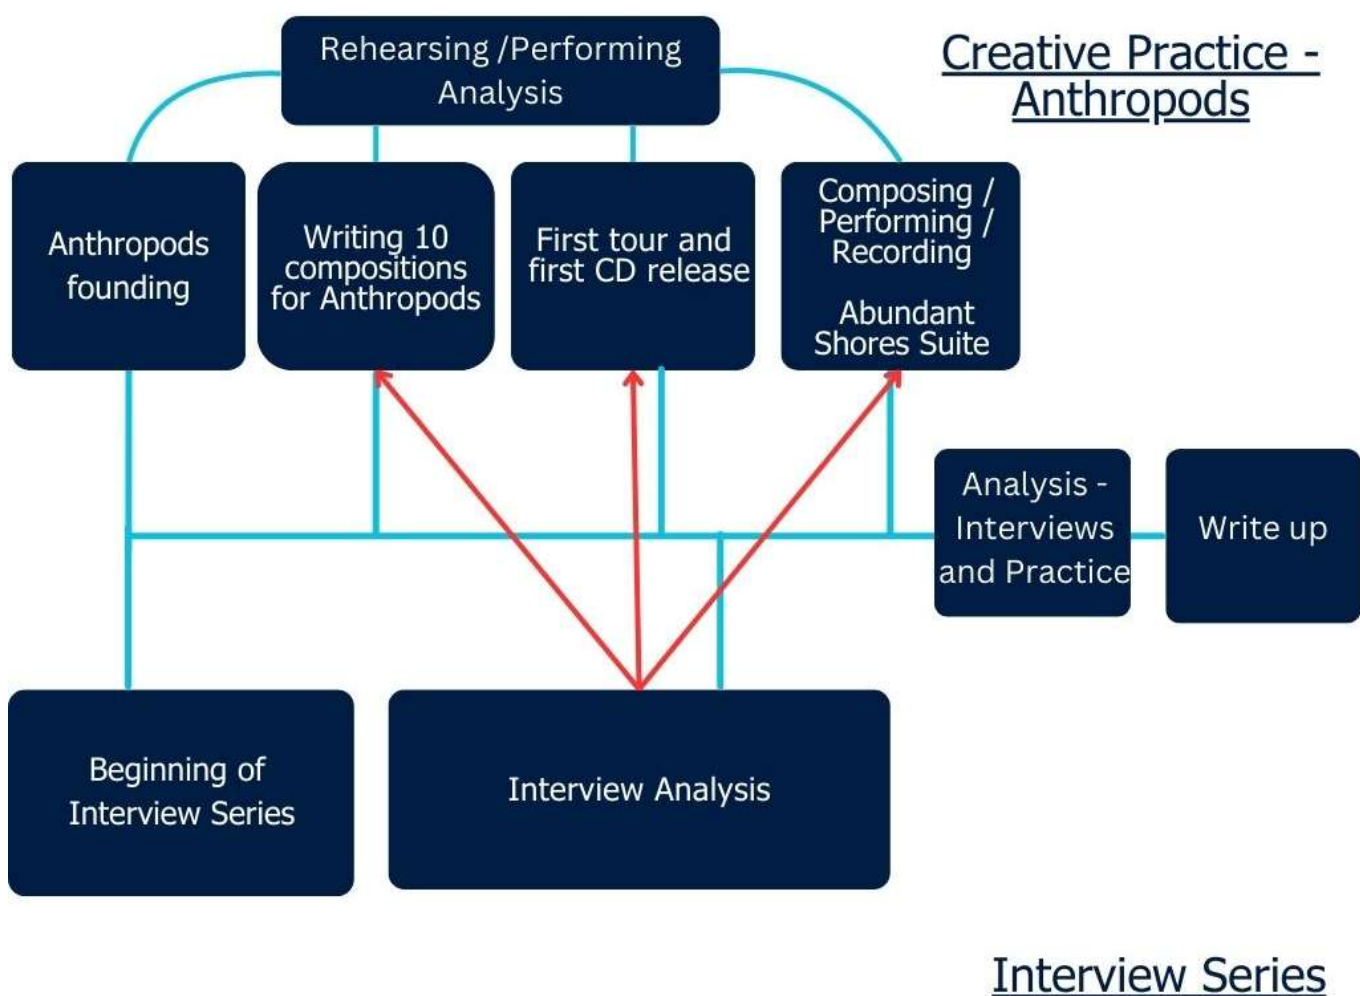 Rehearsing /Performing
Analysis
Creative Practice -
Anthropods
Anthropods
founding
Writing 10
compositions
for Anthropods
First tour and
first CD release
Composing /
Performing /
Recording
Abundant
Shores Suite
Analysis -
Interviews
and Practice
Write up
Beginning of
Interview Series
Interview Analysis
Interview Series